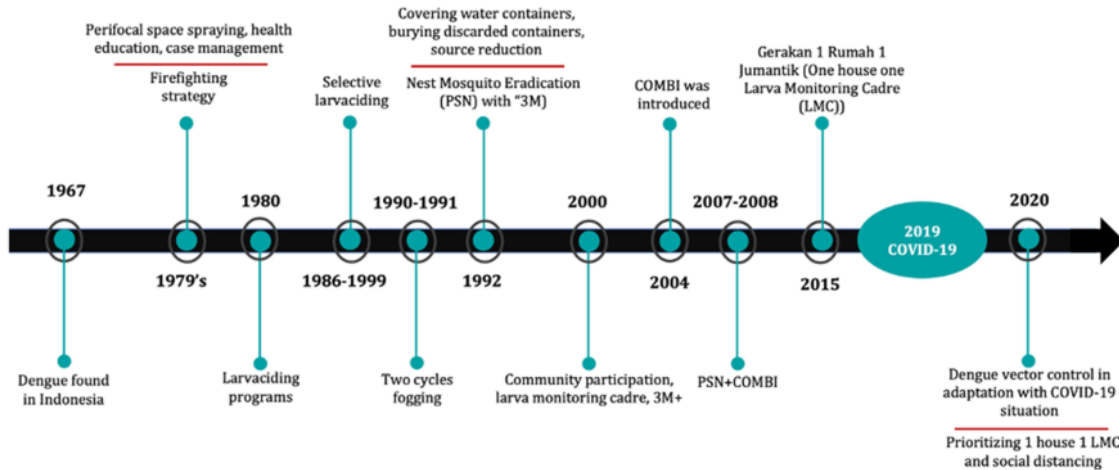 Perifocal space spraying, health
education, case management
Firefighting
strategy
Selective
larvaciding
Covering water containers,
burying discarded containers,
source reduction
Nest Mosquito Eradication
(PSN) with “3M)
COMBI was
introduced
Gerakan 1 Rumah 1
Jumantik (One house one
Larva Monitoring Cadre
(LMC))
1967
1980
1990-1991
2000
2007-2008
2020
2019
COVID-19
1979's
1986-1999
1992
2004
2015
Dengue found
in Indonesia
Larvaciding
programs
Two cycles
fogging
Community participation,
larva monitoring cadre, 3M+
PSN+COMBI
Dengue vector control in
adaptation with COVID-19
situation
Prioritizing 1 house 1 LMC
and social distancing